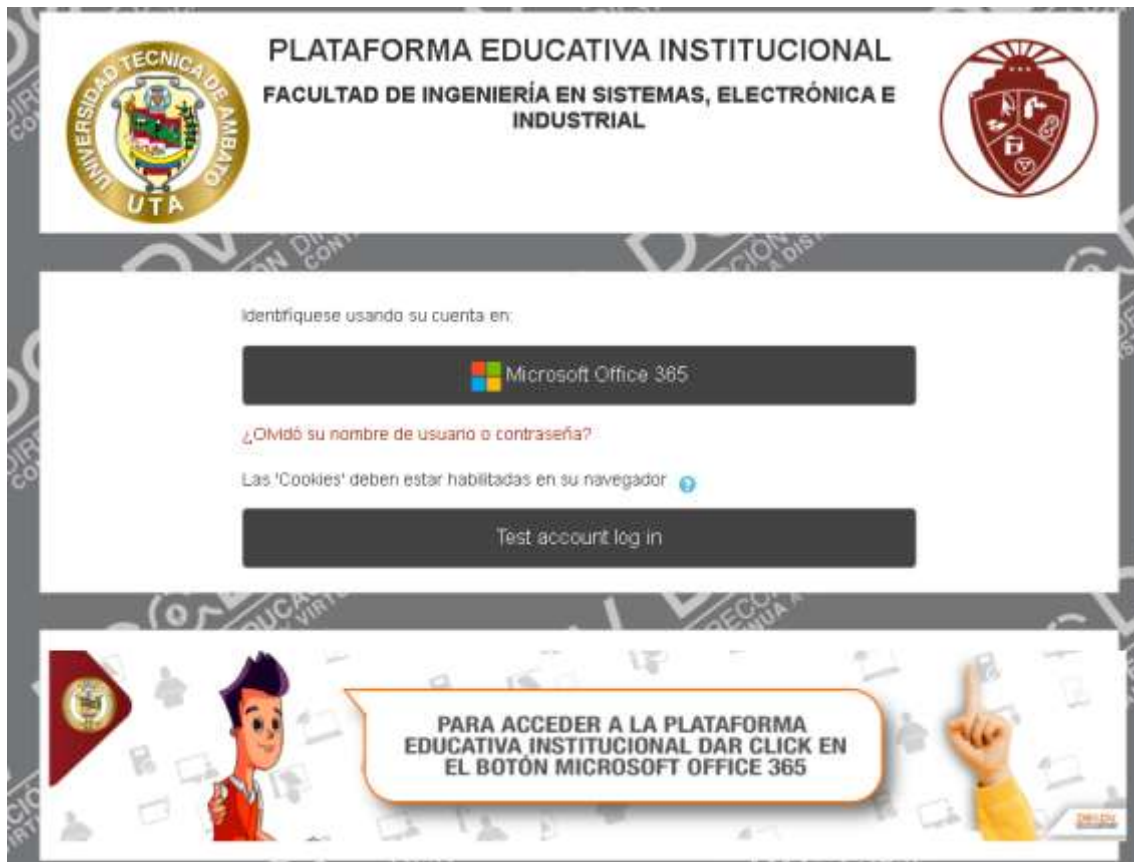 PLATAFORMA EDUCATIVA INSTITUCIONAL
FACULTAD DE INGENIERÍA EN SISTEMAS, ELECTRÓNICA E
INDUSTRIAL
UNIVERSIDAD TECNICA DE AMBATO
UTA
Identifíquese usando su cuenta en:
Microsoft Office 365
¿Olvidó su nombre de usuario o contraseña?
Las 'Cookies' deben estar habilitadas en su navegador
Test account log in
PARA ACCEDER A LA PLATAFORMA
EDUCATIVA INSTITUCIONAL DAR CLICK EN
EL BOTÓN MICROSOFT OFFICE 365